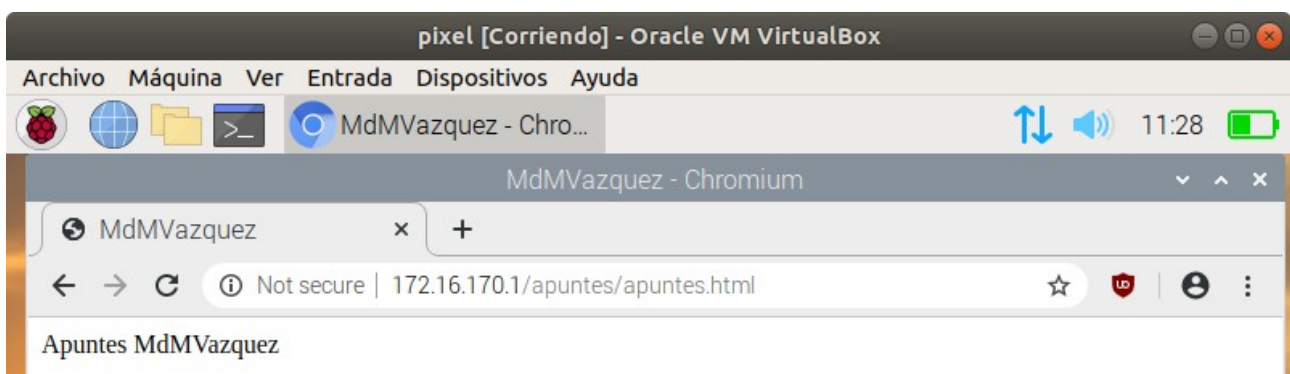 pixel [Corriendo] - Oracle VM VirtualBox
Archivo Máquina Ver Entrada Dispositivos Ayuda
>_ MdMVazquez - Chro... 11:28
MdMVazquez - Chromium
MdMVazquez
Not secure | 172.16.170.1/apuntes/apuntes.html
Apuntes MdMVazquez